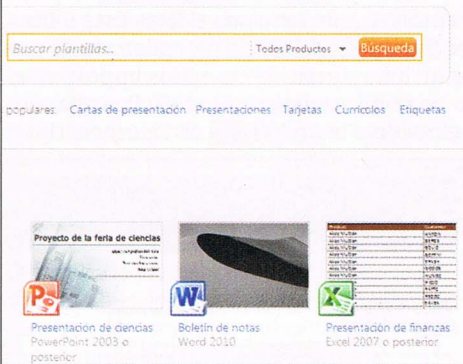 Buscar plantillas..
Todos Productos
Búsqueda
populares. Cartas de presentación Presentaciones Tarjetas Currícolos Etiquetas
Proyecto de la feria de ciencias
P
W
X
Presentación de ciencias
PowerPoint 2003 o
posterior
Boletín de notas
Word 2010
Presentación de finanzas
Excel 2007 o posterior